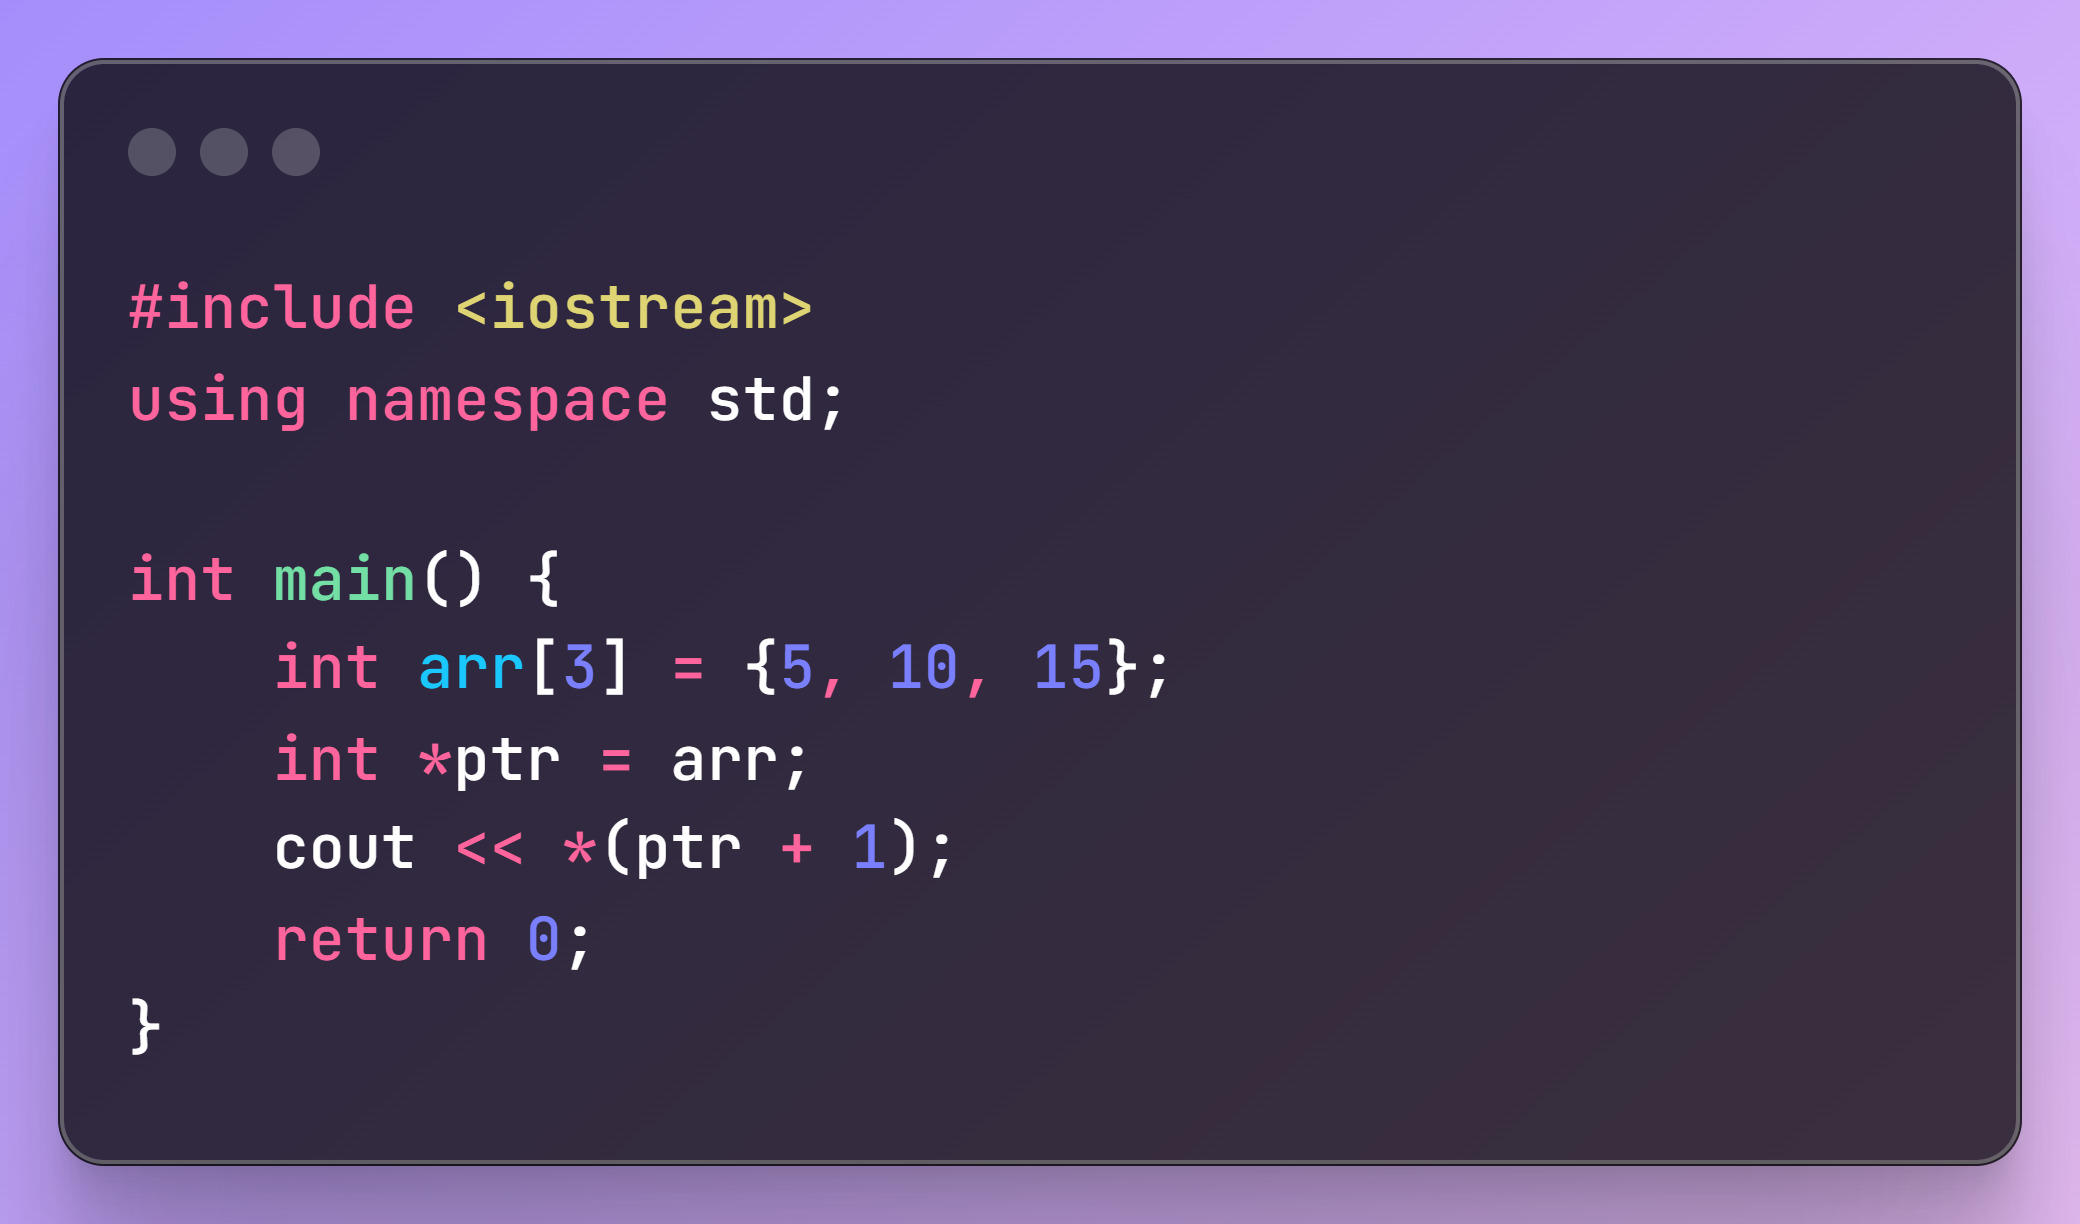 #include <iostream>
using namespace std;

int main() {
    int arr[3] = {5, 10, 15};
    int *ptr = arr;
    cout << *(ptr + 1);
    return 0;
}